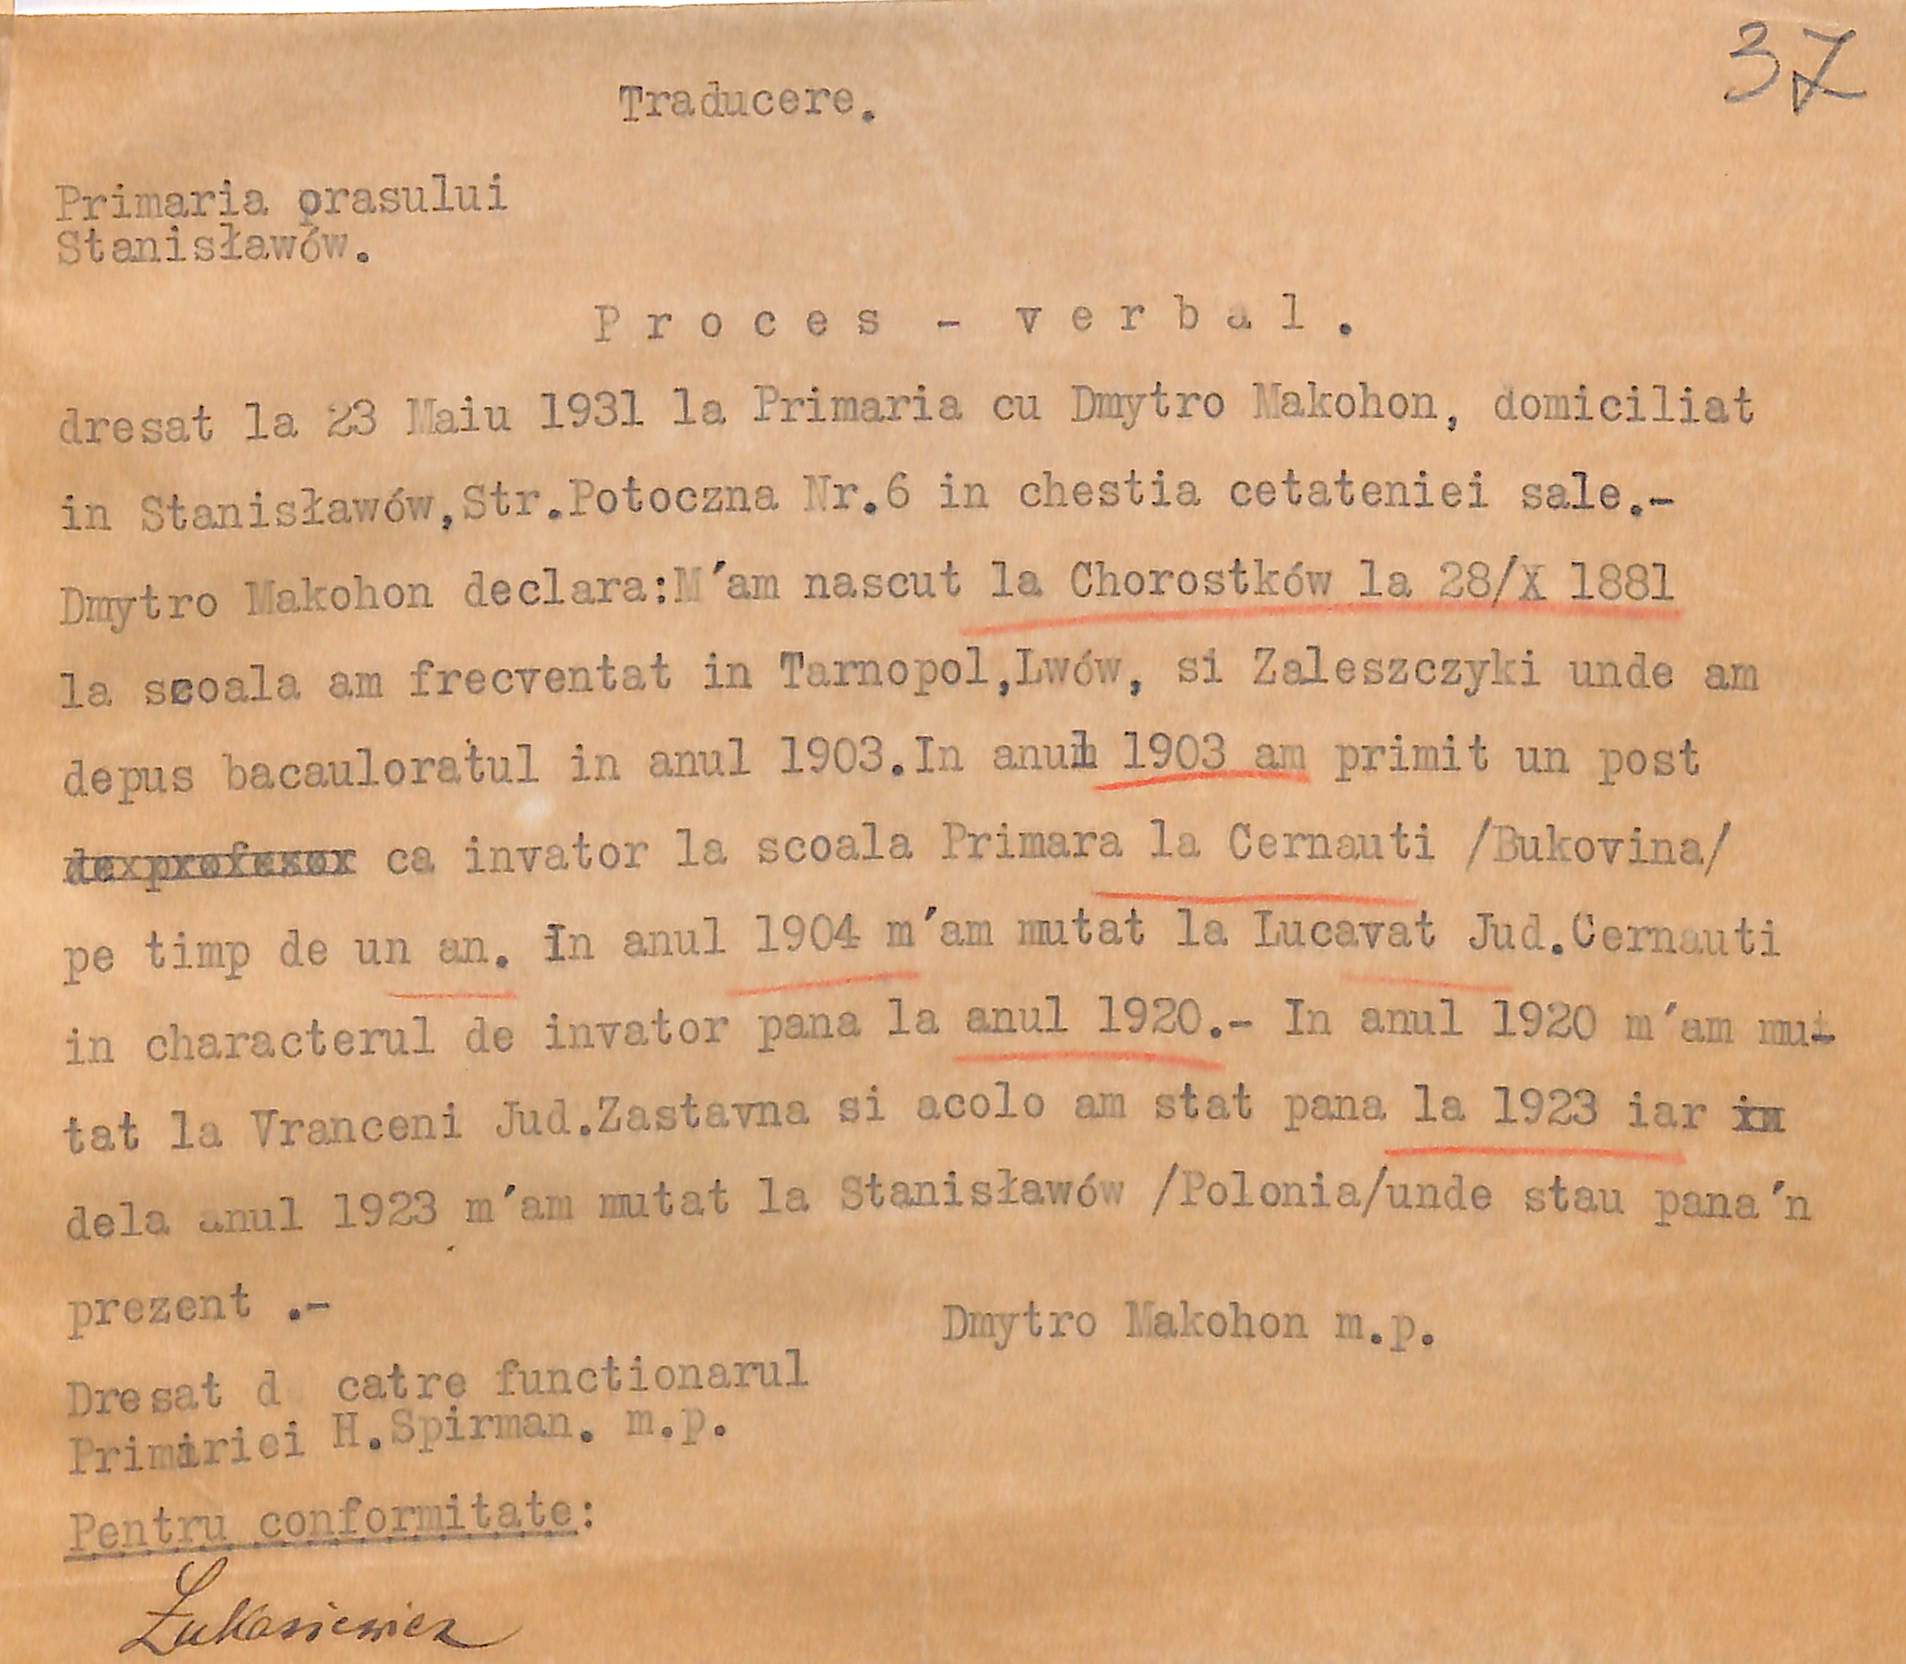 37
Traducere.
Primaria orasului
Stanisławów.
Proces - verbal.
dresat la 23 Maiu 1931 la Primaria cu Dmytro Makohon, domiciliat
in Stanisławów,Str.Potoczna Nr.6 in chestia cetateniei sale.-
Dmytro Makohon declara:M´am nascut la Chorostków la 28/X 1881
la scoala am frecventat in Tarnopol,Lwów, si Zaleszczyki unde am
depus bacauloratul in anul 1903.In anul 1903 am primit un post
de profesor ca invator la scoala Primara la Cernauti /Bukovina/
pe timp de un an. In anul 1904 m´am mutat la Lucavat Jud.Cernauti
in characterul de invator pana la anul 1920.- In anul 1920 m´am mu-
tat la Vranceni Jud.Zastavna si acolo am stat pana la 1923 iar in
dela anul 1923 m´am mutat la Stanisławów /Polonia/unde stau pana´n
prezent .-
Dmytro Makohon m.p.
Dresat d catre functionarul
Primariei H.Spirman. m.p.
Pentru conformitate:
Łukasiewicz